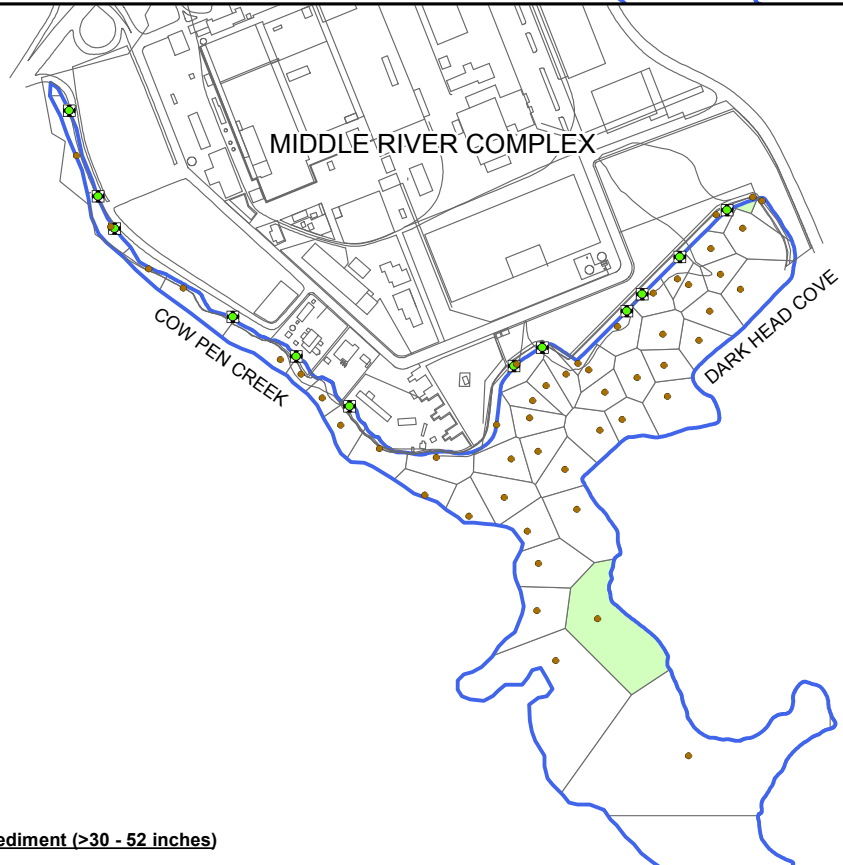 MIDDLE RIVER COMPLEX
COW PEN CREEK
DARK HEAD COVE
ediment (>30 - 52 inches)